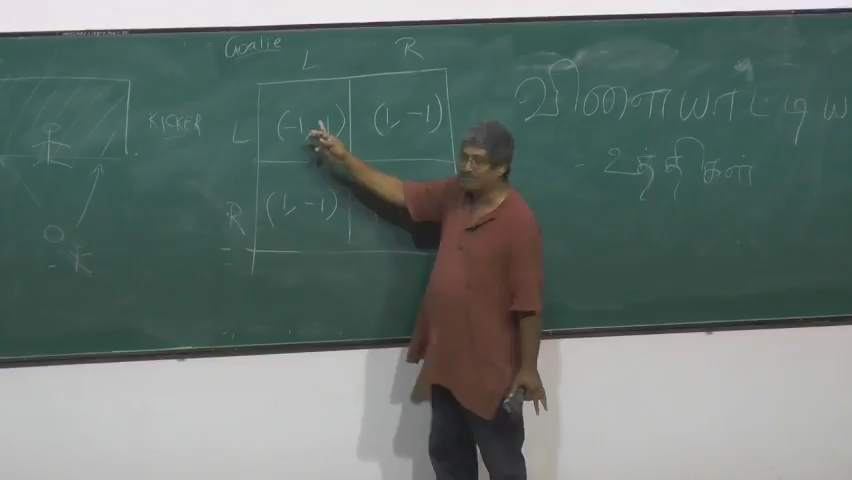 Goalie
L R
KICKER
L (-1, 1) (1, -1)
R (1, -1)
விளையாட்டிய
- உத்திகள்